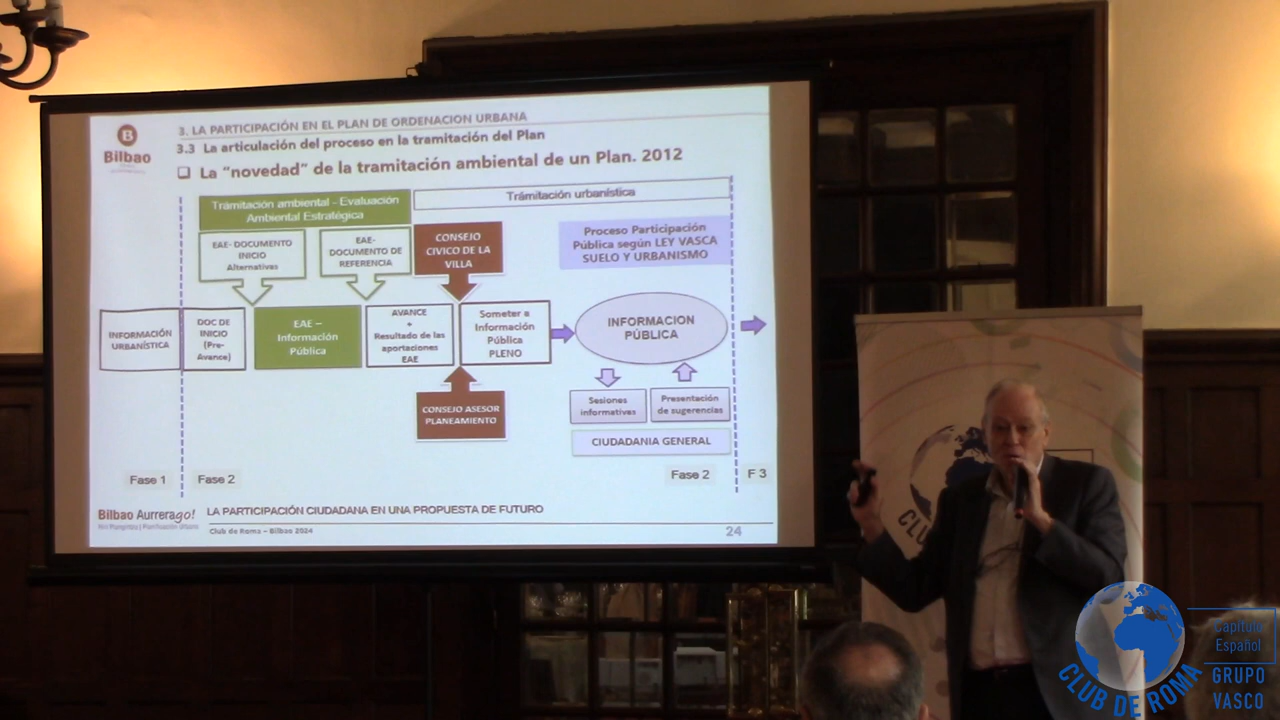 3. LA PARTICIPACIÓN EN EL PLAN DE ORDENACION URBANA
3.3 La articulación del proceso en la tramitación del Plan
B
Bilbao
La "novedad" de la tramitación ambiental de un Plan. 2012
Trámitación ambiental - Evaluación
Ambiental Estratégica
Trámitación urbanística
EAE- DOCUMENTO
INICIO
Alternativas
EAE-
DOCUMENTO DE
REFERENCIA
CONSEJO
CIVICO DE LA
VILLA
Proceso Participación
Pública según LEY VASCA
SUELO Y URBANISMO
INFORMACIÓN
URBANÍSTICA
DOC DE
INICIO
(Pre-
Avance)
EAE –
Información
Pública
AVANCE
+
Resultado de las
aportaciones
EAE
Someter a
Información
Pública
PLENO
INFORMACION
PÚBLICA
CONSEJO ASESOR
PLANEAMIENTO
Sesiones
informativas
Presentación
de sugerencias
CIUDADANIA GENERAL
Fase 1
Fase 2
Fase 2
F 3
Bilbao Aurrerago!
LA PARTICIPACIÓN CIUDADANA EN UNA PROPUESTA DE FUTURO
Club de Roma – Bilbao 2024
24
CLU
CLUB DE ROMA
Capítulo
Español
GRUPO
VASCO